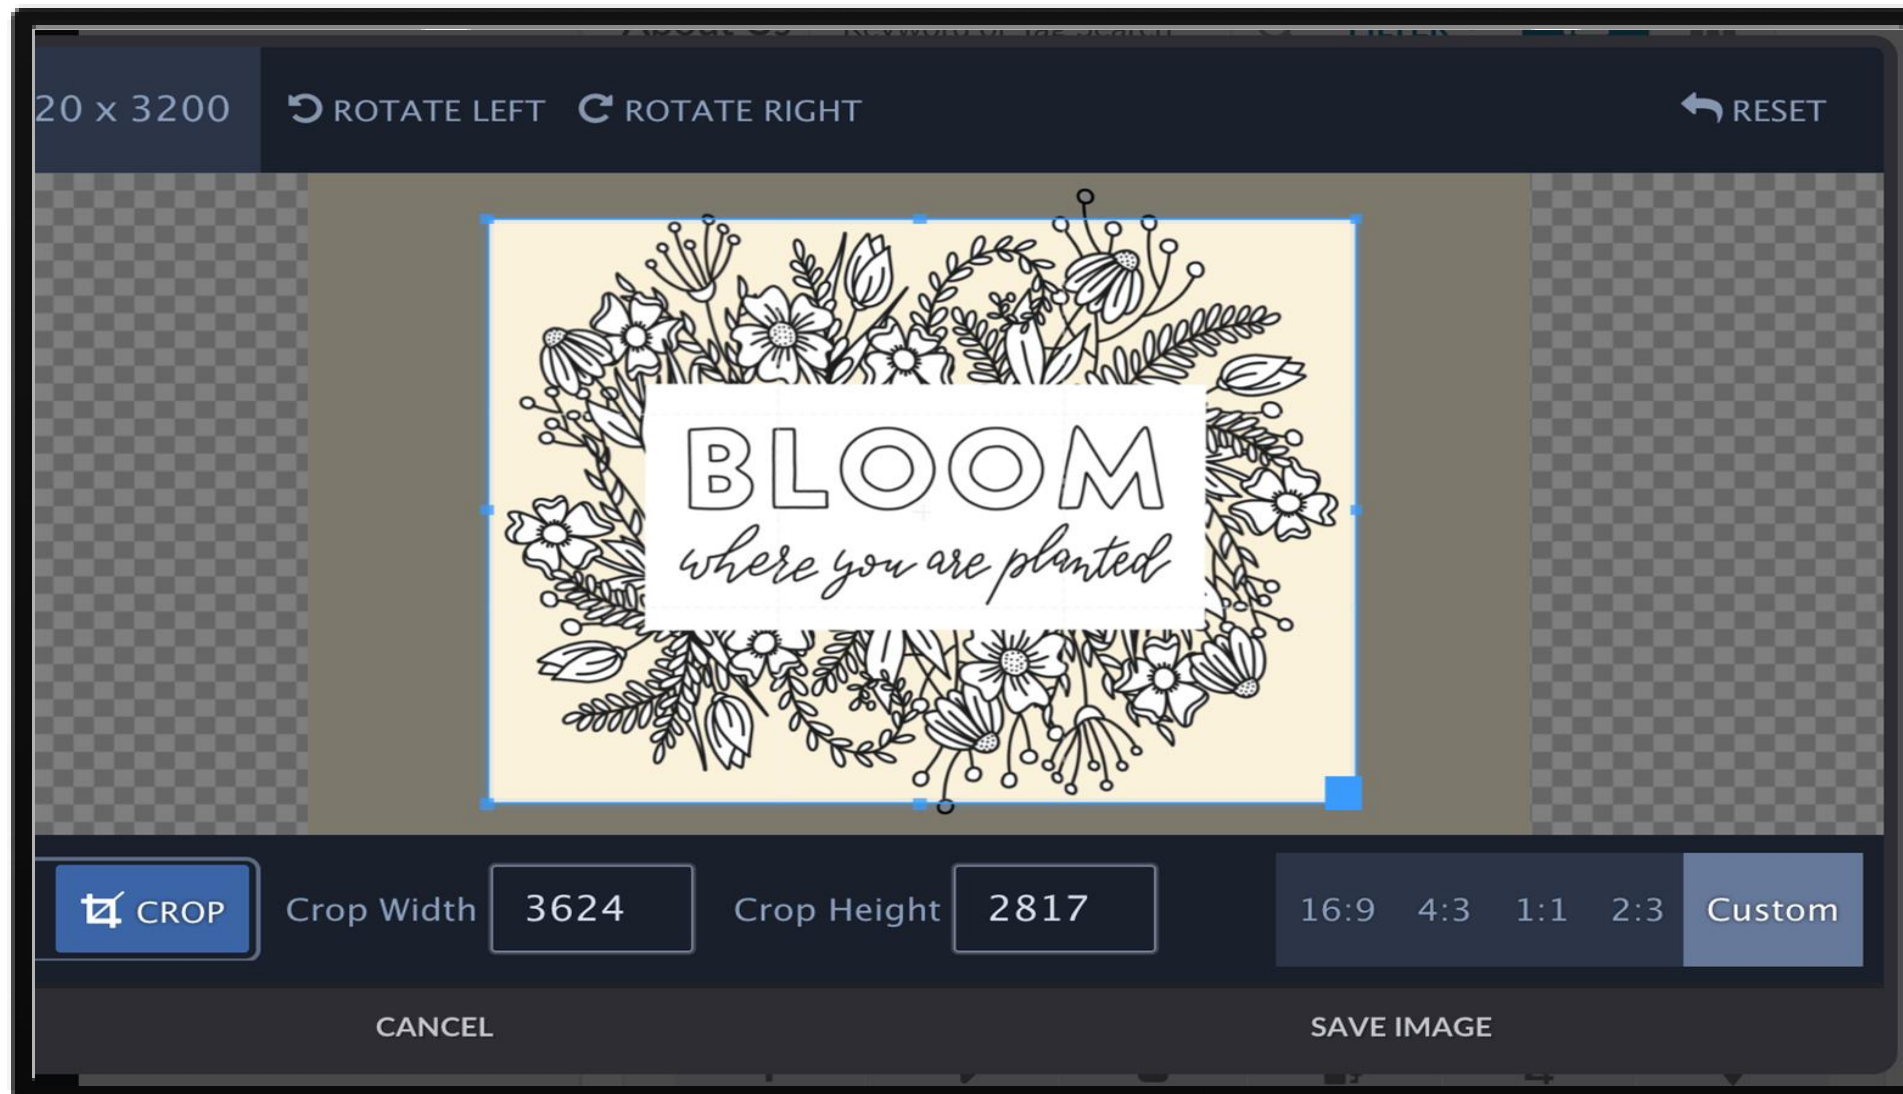 20 x 3200 ROTATE LEFT ROTATE RIGHT RESET
BLOOM
where you are planted
CROP Crop Width 3624 Crop Height 2817 16:9 4:3 1:1 2:3 Custom
CANCEL SAVE IMAGE